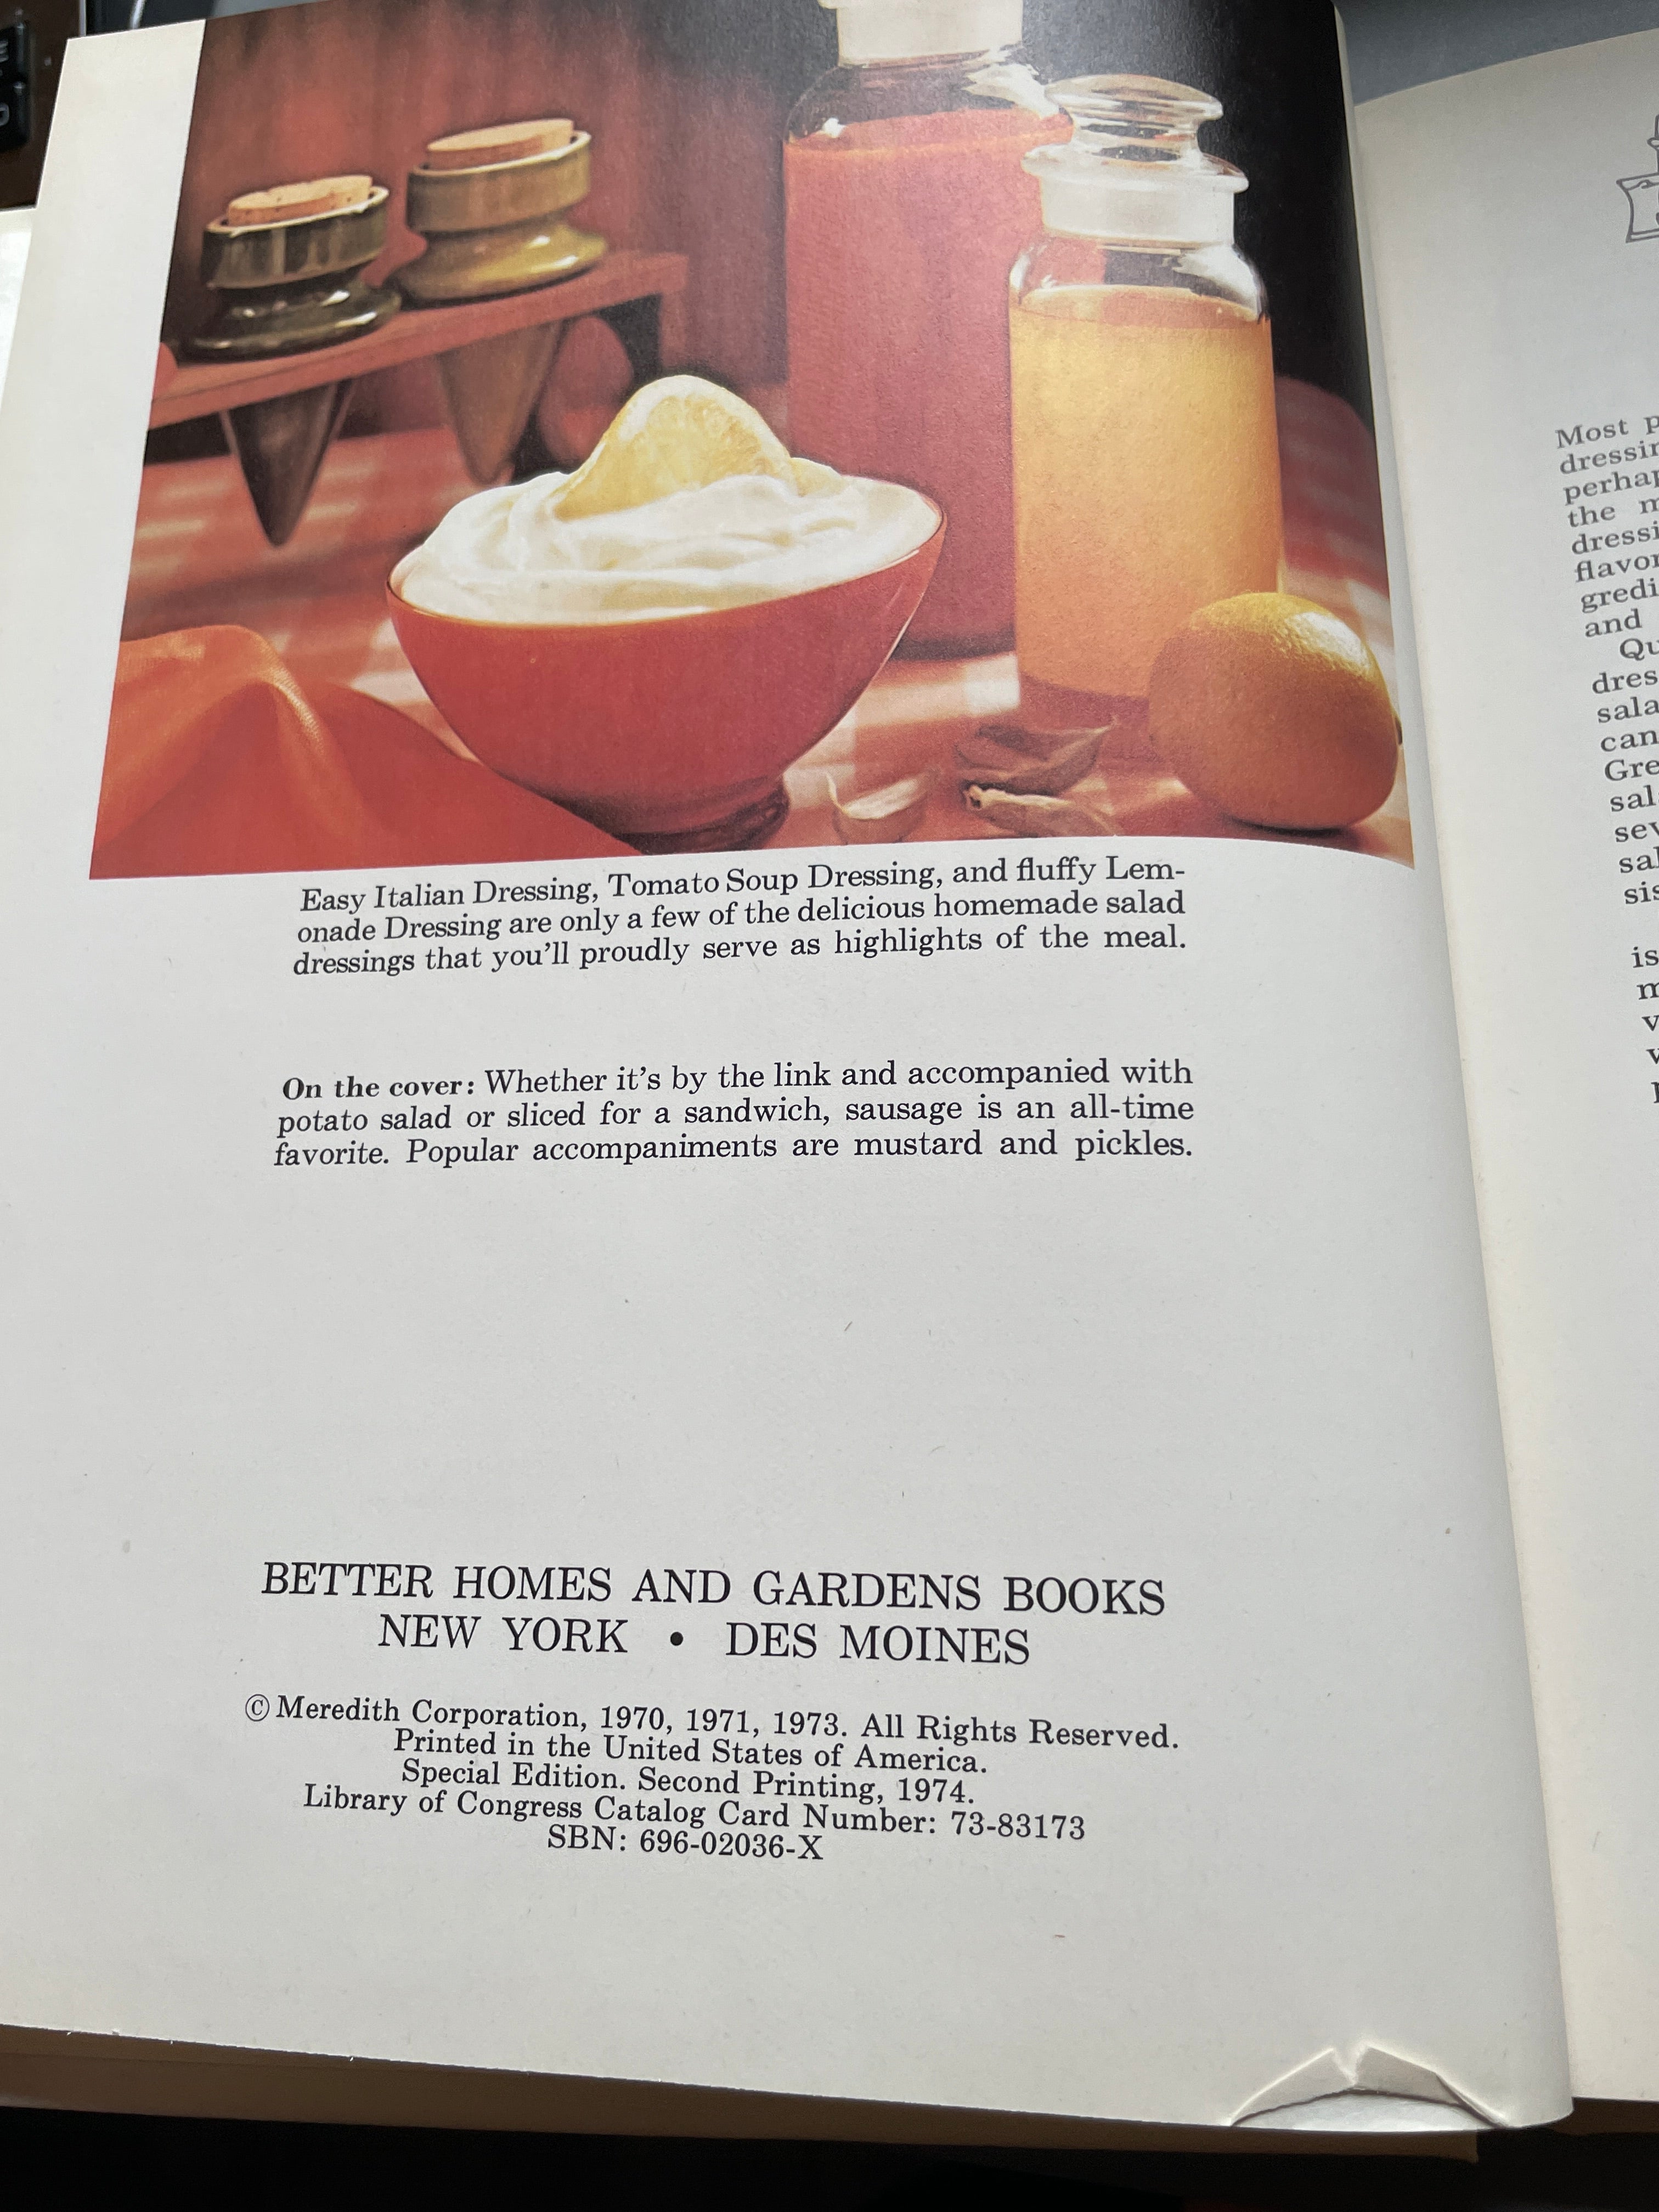 Easy Italian Dressing, Tomato Soup Dressing, and fluffy Lem-
onade Dressing are only a few of the delicious homemade salad
dressings that you'll proudly serve as highlights of the meal.
On the cover: Whether it's by the link and accompanied with
potato salad or sliced for a sandwich, sausage is an all-time
favorite. Popular accompaniments are mustard and pickles.
BETTER HOMES AND GARDENS BOOKS
NEW YORK • DES MOINES
© Meredith Corporation, 1970, 1971, 1973. All Rights Reserved.
Printed in the United States of America.
Special Edition. Second Printing, 1974.
Library of Congress Catalog Card Number: 73-83173
SBN: 696-02036-X
Most
the
and
can
is